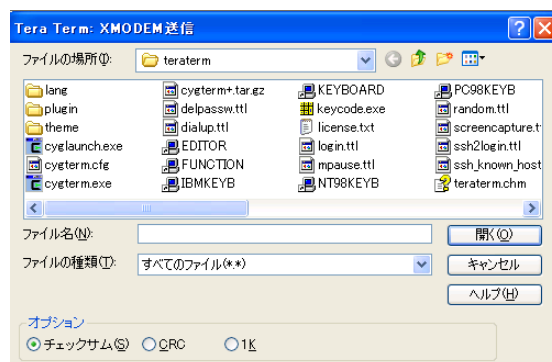 Tera Term: XMODEM送信
ファイルの場所(I):
teraterm
lang
plugin
theme
cyglaunch.exe
cygterm.cfg
cygterm.exe
cygterm+.tar.gz
delpassw.ttl
dialup.ttl
EDITOR
FUNCTION
IBMKEYB
KEYBOARD
keycode.exe
license.txt
login.ttl
mpause.ttl
NT98KEYB
PC98KEYB
random.ttl
screencapture.t
ssh2login.ttl
ssh_known_host
teraterm.chm
ファイル名(N):
開く(O)
ファイルの種類(T):
すべてのファイル(*.*)
キャンセル
ヘルプ(H)
オプション
チェックサム(S)
CRC
1K